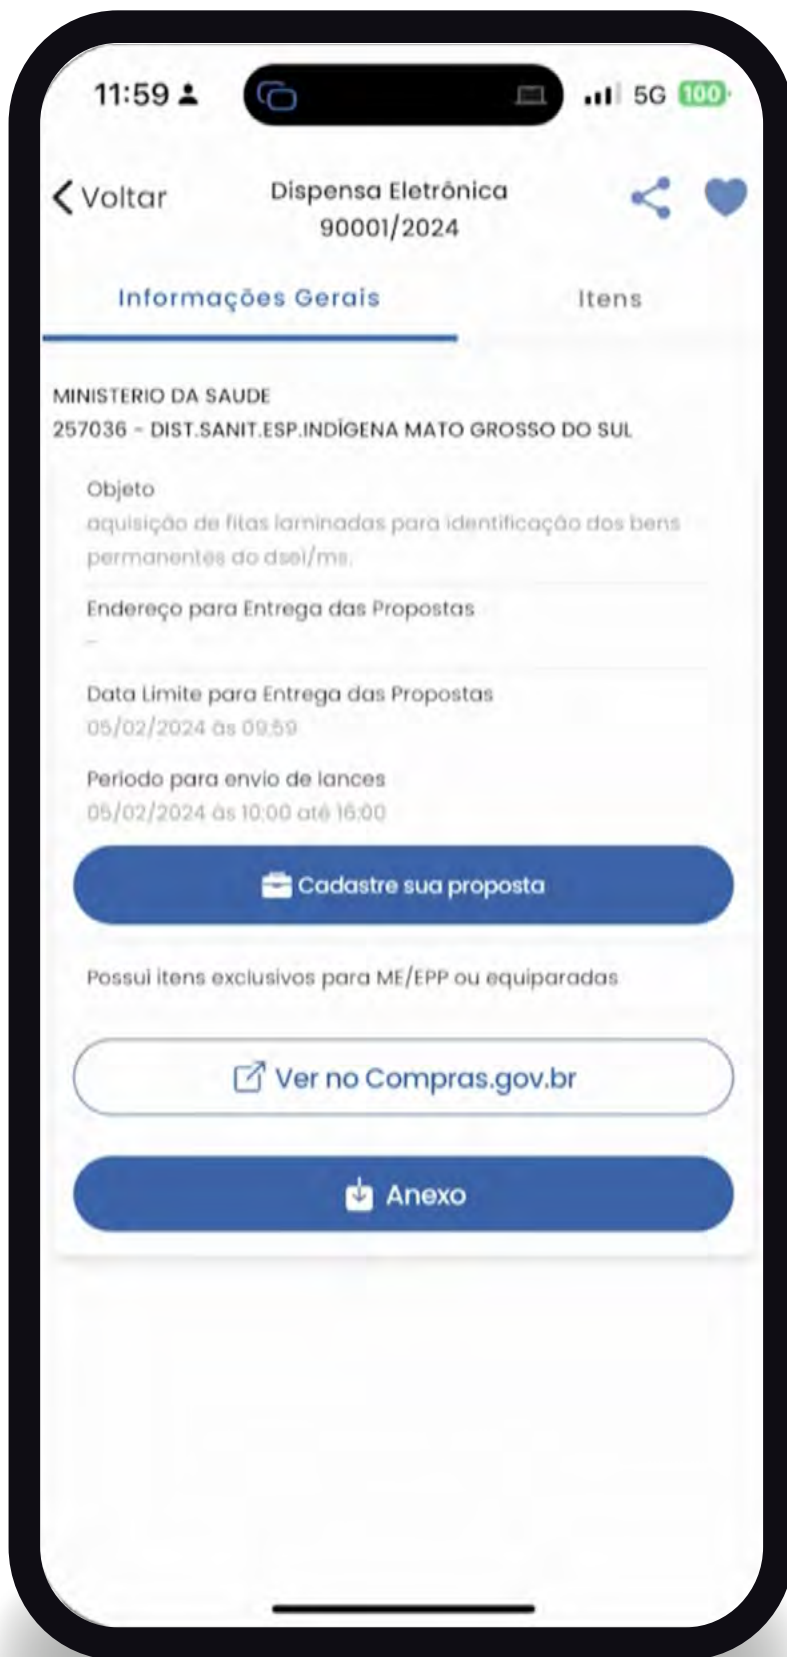 11:59
5G 100
Voltar
Dispensa Eletrônica
90001/2024
Informações Gerais
Itens
MINISTERIO DA SAUDE
257036 - DIST.SANIT.ESP.INDÍGENA MATO GROSSO DO SUL
Objeto
aquisição de fitas laminadas para identificação dos bens
permanentes do dsei/ms.
Endereço para Entrega das Propostas
-
Data Limite para Entrega das Propostas
05/02/2024 às 09:59
Periodo para envio de lances
05/02/2024 às 10:00 até 16:00
Cadastre sua proposta
Possui itens exclusivos para ME/EPP ou equiparadas
Ver no Compras.gov.br
Anexo